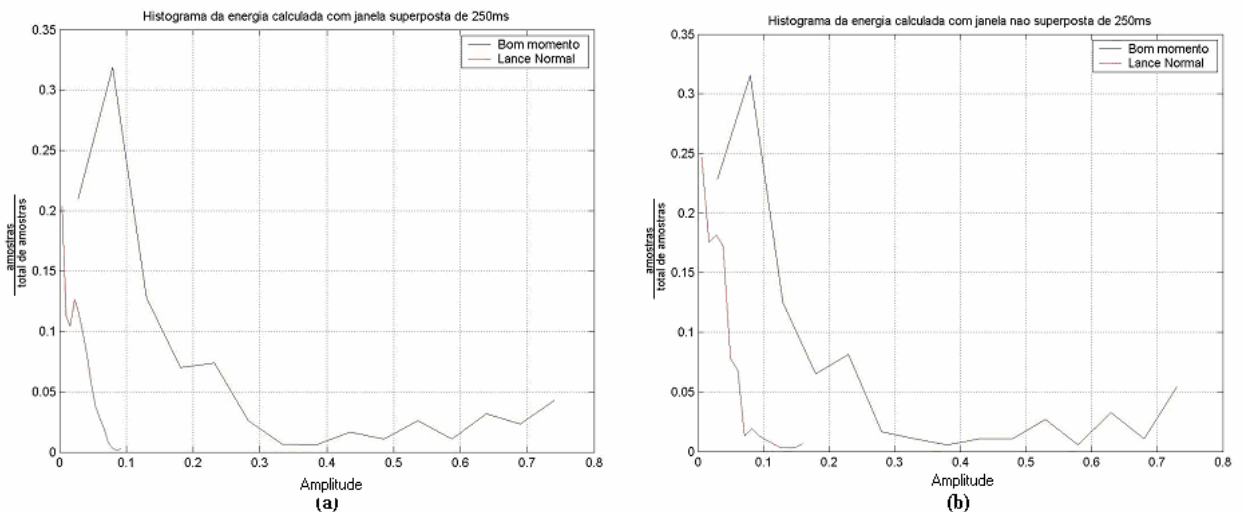 Histograma da energia calculada com janela superposta de 250ms
0.35
0.3
0.25
0.2
0.15
0.1
0.05
0
Bom momento
Lance Normal
amostras
total de amostras
0 0.1 0.2 0.3 0.4 0.5 0.6 0.7 0.8
Amplitude
(a)
Histograma da energia calculada com janela nao superposta de 250ms
0.35
0.3
0.25
0.2
0.15
0.1
0.05
0
Bom momento
Lance Normal
amostras
total de amostras
0 0.1 0.2 0.3 0.4 0.5 0.6 0.7 0.8
Amplitude
(b)